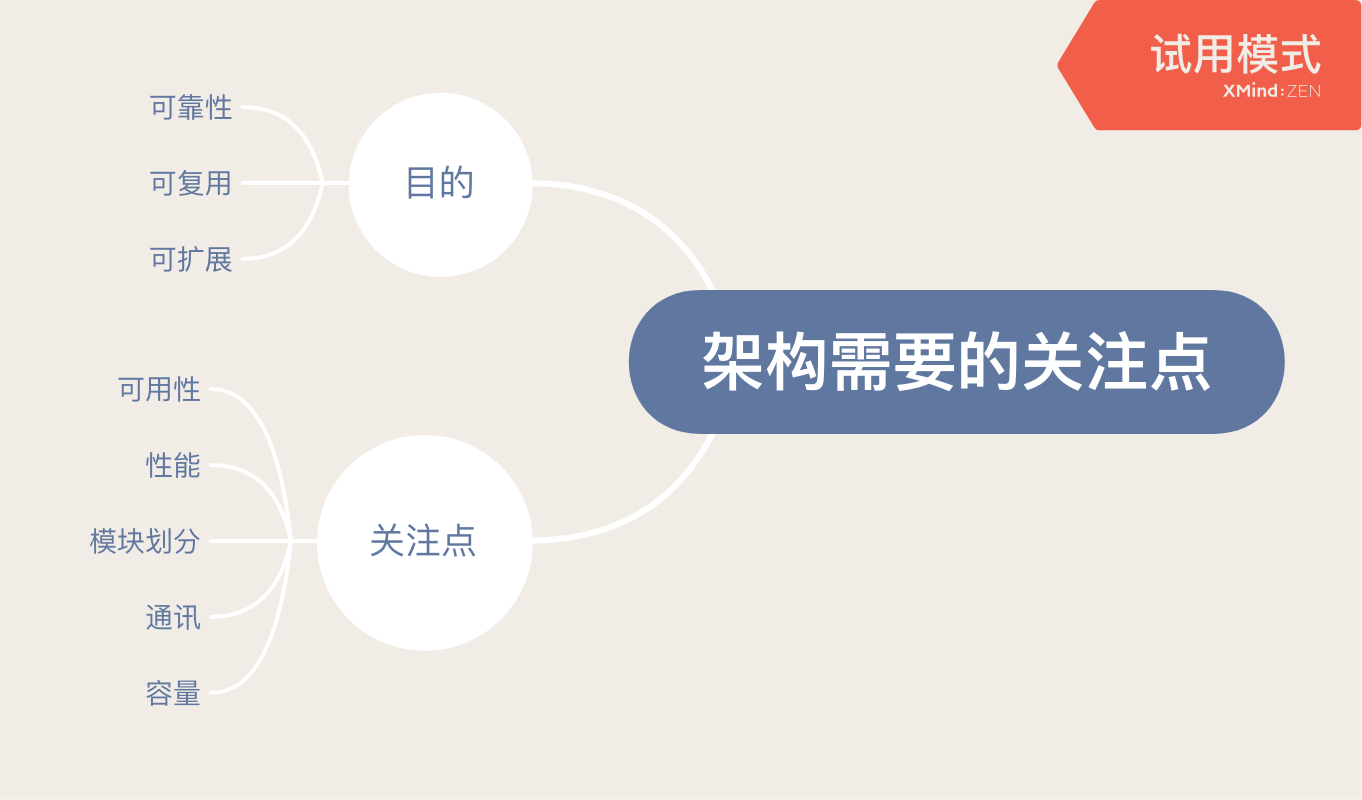 试用模式
XMind:ZEN
架构需要的关注点
目的
可靠性
可复用
可扩展
关注点
可用性
性能
模块划分
通讯
容量